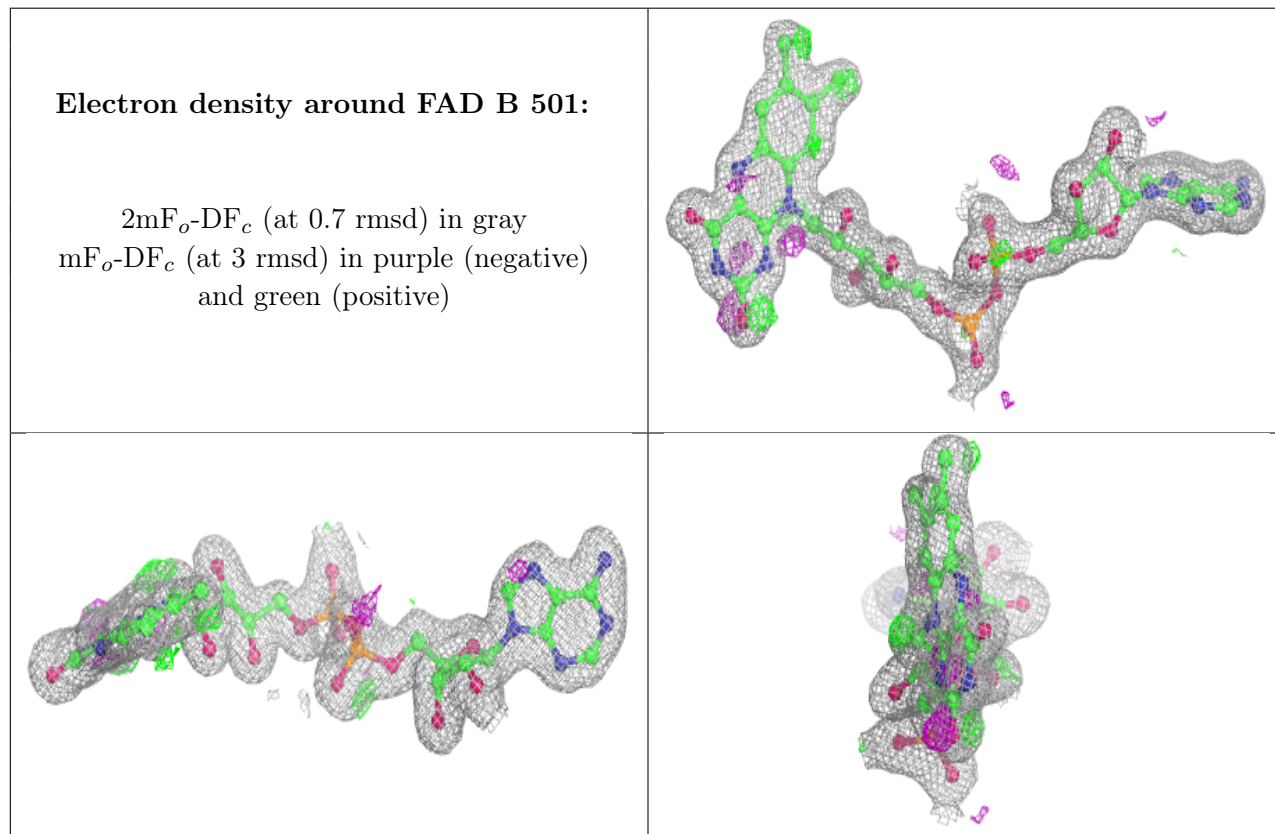 Electron density around FAD B 501:
2mFo-DFc (at 0.7 rmsd) in gray
mFo-DFc (at 3 rmsd) in purple (negative)
and green (positive)